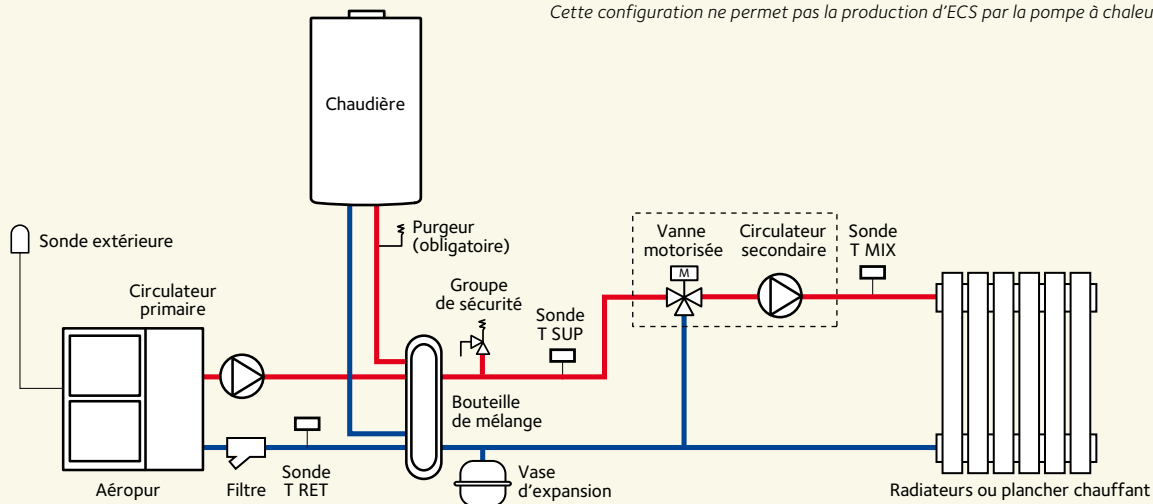 Cette configuration ne permet pas la production d'ECS par la pompe à chaleu
Chaudière
Purgeur
(obligatoire)
Sonde extérieure
Vanne
motorisée
Circulateur
secondaire
Sonde
T MIX
M
Circulateur
primaire
Groupe
de sécurité
Sonde
T SUP
Bouteille
de mélange
Aéropur
Filtre
Sonde
T RET
Vase
d'expansion
Radiateurs ou plancher chauffant